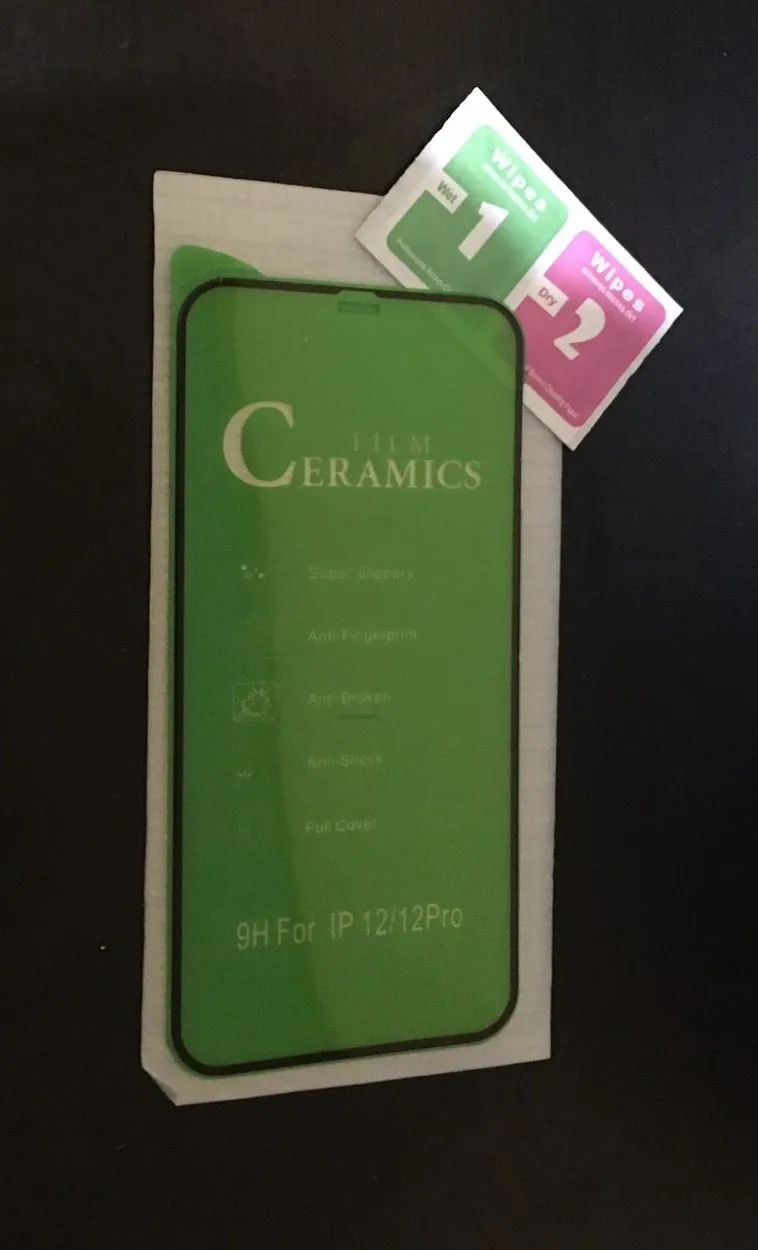 Wipes
Wet
1
Wipes
Dry
2
FILM
CERAMICS
Super Slippery
Anti-Fingerprint
Anti-Broken
Anti-Shock
Full Cover
9H For IP 12/12Pro